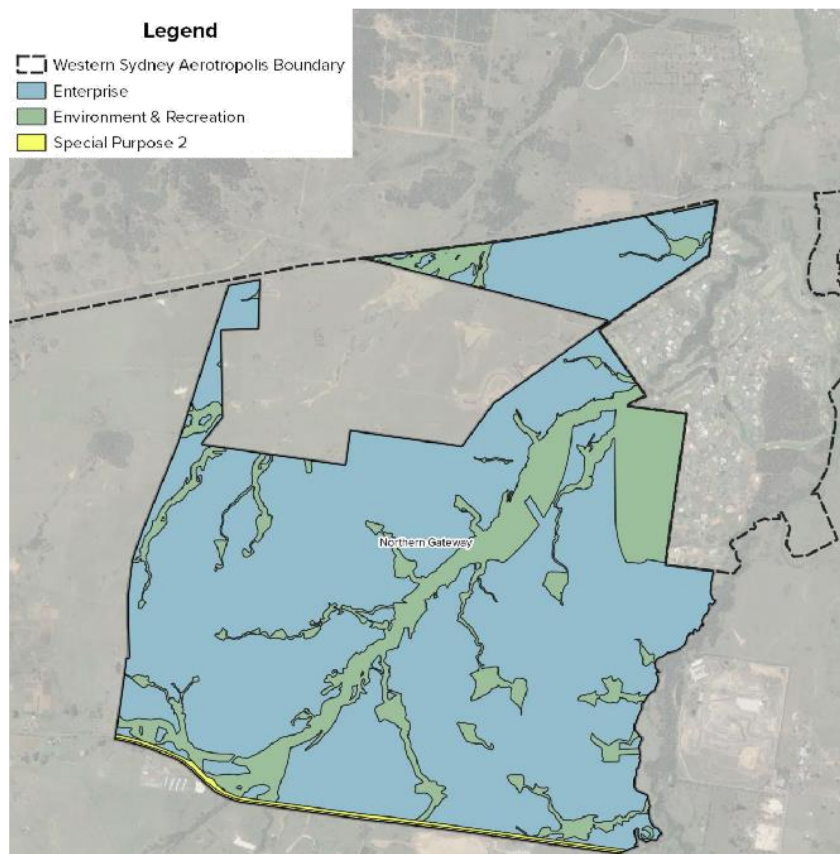 Legend
Western Sydney Aerotropolis Boundary
Enterprise
Environment & Recreation
Special Purpose 2
Northern Gateway